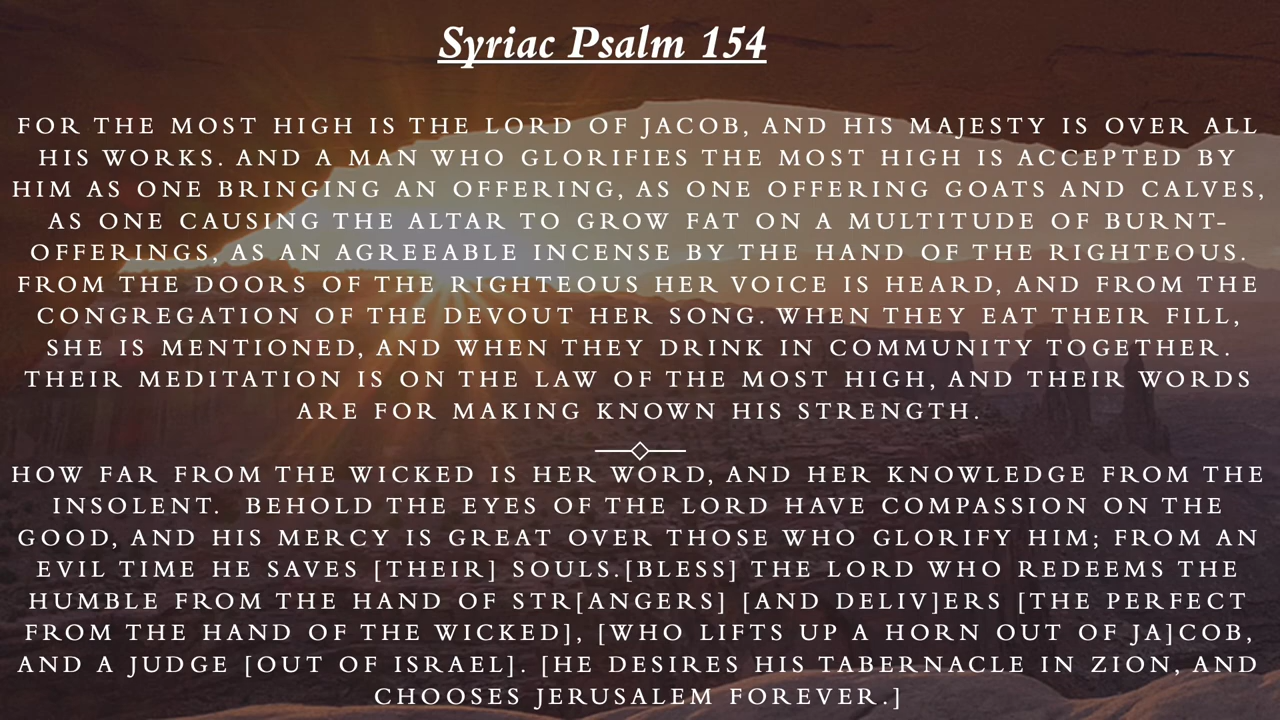 Syriac Psalm 154
FOR THE MOST HIGH IS THE LORD OF JACOB, AND HIS MAJESTY IS OVER ALL
HIS WORKS. AND A MAN WHO GLORIFIES THE MOST HIGH IS ACCEPTED BY
HIM AS ONE BRINGING AN OFFERING, AS ONE OFFERING GOATS AND CALVES,
AS ONE CAUSING THE ALTAR TO GROW FAT ON A MULTITUDE OF BURNT-
OFFERINGS, AS AN AGREEABLE INCENSE BY THE HAND OF THE RIGHTEOUS.
FROM THE DOORS OF THE RIGHTEOUS HER VOICE IS HEARD, AND FROM THE
CONGREGATION OF THE DEVOUT HER SONG. WHEN THEY EAT THEIR FILL,
SHE IS MENTIONED, AND WHEN THEY DRINK IN COMMUNITY TOGETHER.
THEIR MEDITATION IS ON THE LAW OF THE MOST HIGH, AND THEIR WORDS
ARE FOR MAKING KNOWN HIS STRENGTH.
HOW FAR FROM THE WICKED IS HER WORD, AND HER KNOWLEDGE FROM THE
INSOLENT. BEHOLD THE EYES OF THE LORD HAVE COMPASSION ON THE
GOOD, AND HIS MERCY IS GREAT OVER THOSE WHO GLORIFY HIM; FROM AN
EVIL TIME HE SAVES [THEIR] SOULS.[BLESS] THE LORD WHO REDEEMS THE
HUMBLE FROM THE HAND OF STR[ANGERS] [AND DELIV]ERS [THE PERFECT
FROM THE HAND OF THE WICKED], [WHO LIFTS UP A HORN OUT OF JA]COB,
AND A JUDGE [OUT OF ISRAEL]. [HE DESIRES HIS TABERNACLE IN ZION, AND
CHOOSES JERUSALEM FOREVER.]